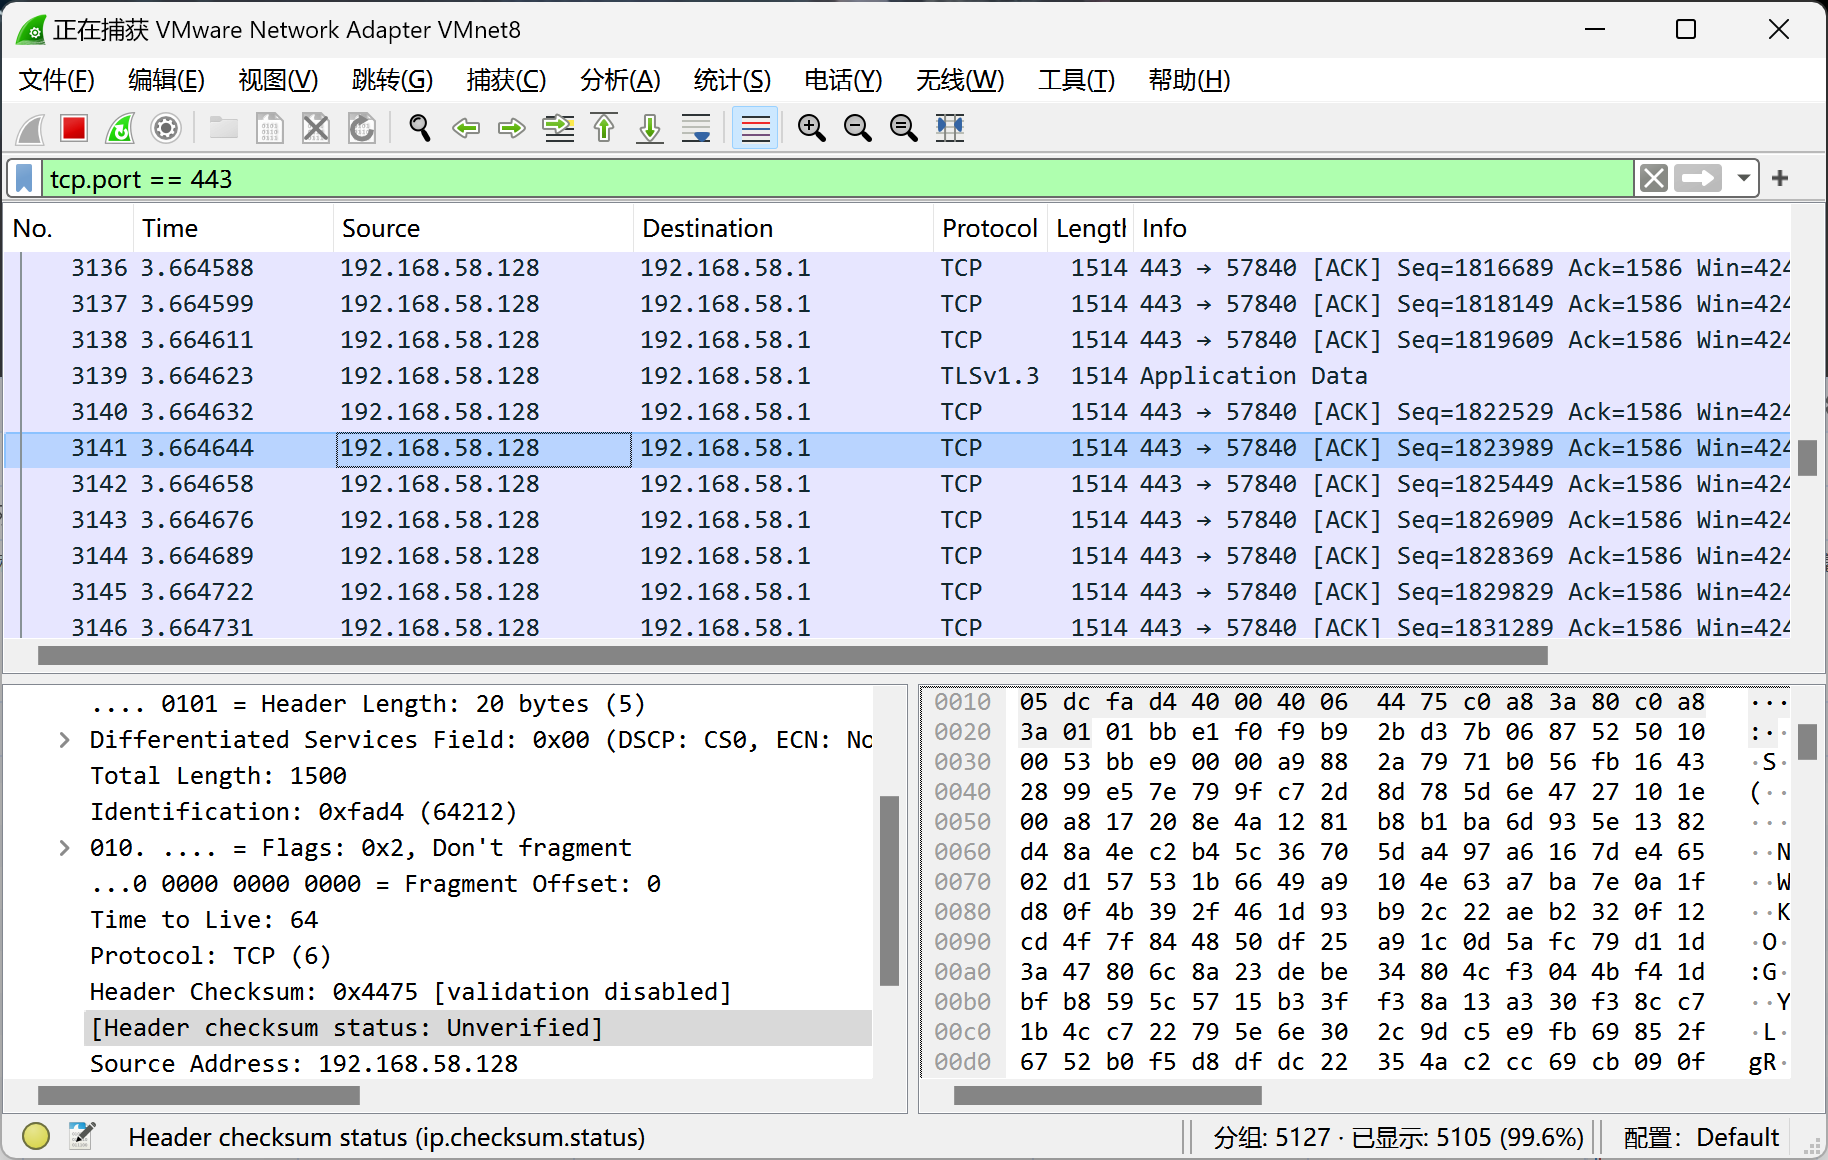 正在捕获 VMware Network Adapter VMnet8
文件(F) 编辑(E) 视图(V) 跳转(G) 捕获(C) 分析(A) 统计(S) 电话(Y) 无线(W) 工具(T) 帮助(H)
tcp.port == 443
No. Time Source Destination Protocol Lengtl Info
3136 3.664588 192.168.58.128 192.168.58.1 TCP 1514 443 → 57840 [ACK] Seq=1816689 Ack=1586 Win=424
3137 3.664599 192.168.58.128 192.168.58.1 TCP 1514 443 → 57840 [ACK] Seq=1818149 Ack=1586 Win=424
3138 3.664611 192.168.58.128 192.168.58.1 TCP 1514 443 → 57840 [ACK] Seq=1819609 Ack=1586 Win=424
3139 3.664623 192.168.58.128 192.168.58.1 TLSv1.3 1514 Application Data
3140 3.664632 192.168.58.128 192.168.58.1 TCP 1514 443 → 57840 [ACK] Seq=1822529 Ack=1586 Win=424
3141 3.664644 192.168.58.128 192.168.58.1 TCP 1514 443 → 57840 [ACK] Seq=1823989 Ack=1586 Win=424
3142 3.664658 192.168.58.128 192.168.58.1 TCP 1514 443 → 57840 [ACK] Seq=1825449 Ack=1586 Win=424
3143 3.664676 192.168.58.128 192.168.58.1 TCP 1514 443 → 57840 [ACK] Seq=1826909 Ack=1586 Win=424
3144 3.664689 192.168.58.128 192.168.58.1 TCP 1514 443 → 57840 [ACK] Seq=1828369 Ack=1586 Win=424
3145 3.664722 192.168.58.128 192.168.58.1 TCP 1514 443 → 57840 [ACK] Seq=1829829 Ack=1586 Win=424
3146 3.664731 192.168.58.128 192.168.58.1 TCP 1514 443 → 57840 [ACK] Seq=1831289 Ack=1586 Win=424
.... 0101 = Header Length: 20 bytes (5)
Differentiated Services Field: 0x00 (DSCP: CS0, ECN: No
Total Length: 1500
Identification: 0xfad4 (64212)
010. .... = Flags: 0x2, Don't fragment
...0 0000 0000 0000 = Fragment Offset: 0
Time to Live: 64
Protocol: TCP (6)
Header Checksum: 0x4475 [validation disabled]
[Header checksum status: Unverified]
Source Address: 192.168.58.128
0010 05 dc fa d4 40 00 40 06 44 75 c0 a8 3a 80 c0 a8 ···
0020 3a 01 01 bb e1 f0 f9 b9 2b d3 7b 06 87 52 50 10 :··
0030 00 53 bb e9 00 00 a9 88 2a 79 71 b0 56 fb 16 43 ·S·
0040 28 99 e5 7e 79 9f c7 2d 8d 78 5d 6e 47 27 10 1e (··
0050 00 a8 17 20 8e 4a 12 81 b8 b1 ba 6d 93 5e 13 82 ···
0060 d4 8a 4e c2 b4 5c 36 70 5d a4 97 a6 16 7d e4 65 ··N
0070 02 d1 57 53 1b 66 49 a9 10 4e 63 a7 ba 7e 0a 1f ··W
0080 d8 0f 4b 39 2f 46 1d 93 b9 2c 22 ae b2 32 0f 12 ··K
0090 cd 4f 7f 84 48 50 df 25 a9 1c 0d 5a fc 79 d1 1d ·O·
00a0 3a 47 80 6c 8a 23 de be 34 80 4c f3 04 4b f4 1d :G·
00b0 bf b8 59 5c 57 15 b3 3f f3 8a 13 a3 30 f3 8c c7 ··Y
00c0 1b 4c c7 22 79 5e 6e 30 2c 9d c5 e9 fb 69 85 2f ·L·
00d0 67 52 b0 f5 d8 df dc 22 35 4a c2 cc 69 cb 09 0f gR·
Header checksum status (ip.checksum.status) 分组: 5127 · 已显示: 5105 (99.6%) 配置: Default